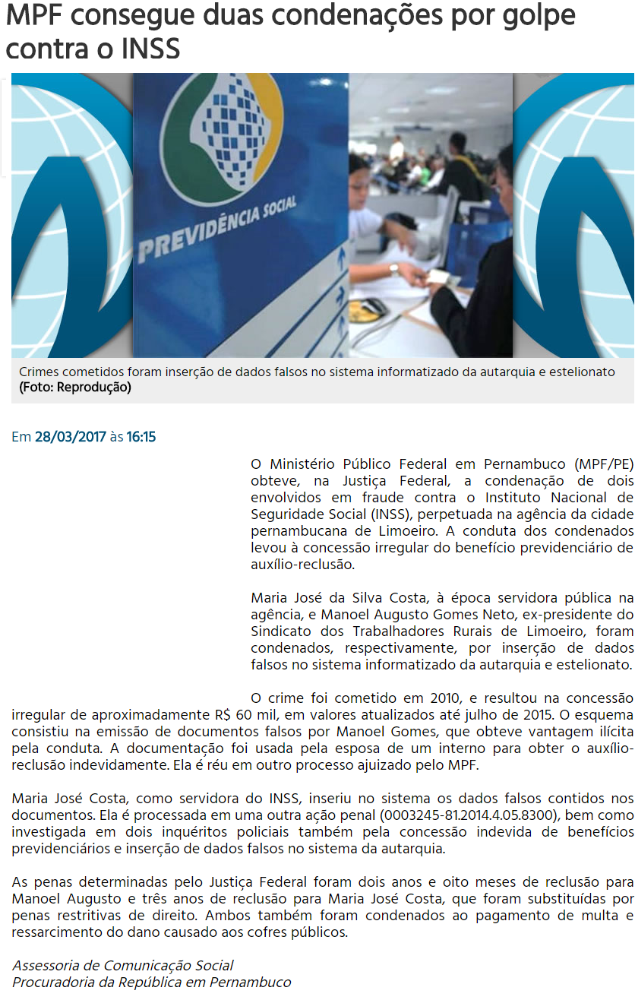 MPF consegue duas condenações por golpe
contra o INSS
PREVIDÊNCIA SOCIAL
Crimes cometidos foram inserção de dados falsos no sistema informatizado da autarquia e estelionato
(Foto: Reprodução)
Em 28/03/2017 às 16:15
O Ministério Público Federal em Pernambuco (MPF/PE)
obteve, na Justiça Federal, a condenação de dois
envolvidos em fraude contra o Instituto Nacional de
Seguridade Social (INSS), perpetuada na agência da cidade
pernambucana de Limoeiro. A conduta dos condenados
levou à concessão irregular do benefício previdenciário de
auxílio-reclusão.
Maria José da Silva Costa, à época servidora pública na
agência, e Manoel Augusto Gomes Neto, ex-presidente do
Sindicato dos Trabalhadores Rurais de Limoeiro, foram
condenados, respectivamente, por inserção de dados
falsos no sistema informatizado da autarquia e estelionato.
O crime foi cometido em 2010, e resultou na concessão
irregular de aproximadamente R$ 60 mil, em valores atualizados até julho de 2015. O esquema
consistiu na emissão de documentos falsos por Manoel Gomes, que obteve vantagem ilícita
pela conduta. A documentação foi usada pela esposa de um interno para obter o auxílio-
reclusão indevidamente. Ela é réu em outro processo ajuizado pelo MPF.
Maria José Costa, como servidora do INSS, inseriu no sistema os dados falsos contidos nos
documentos. Ela é processada em uma outra ação penal (0003245-81.2014.4.05.8300), bem como
investigada em dois inquéritos policiais também pela concessão indevida de benefícios
previdenciários e inserção de dados falsos no sistema da autarquia.
As penas determinadas pelo Justiça Federal foram dois anos e oito meses de reclusão para
Manoel Augusto e três anos de reclusão para Maria José Costa, que foram substituídas por
penas restritivas de direito. Ambos também foram condenados ao pagamento de multa e
ressarcimento do dano causado aos cofres públicos.
Assessoria de Comunicação Social
Procuradoria da República em Pernambuco